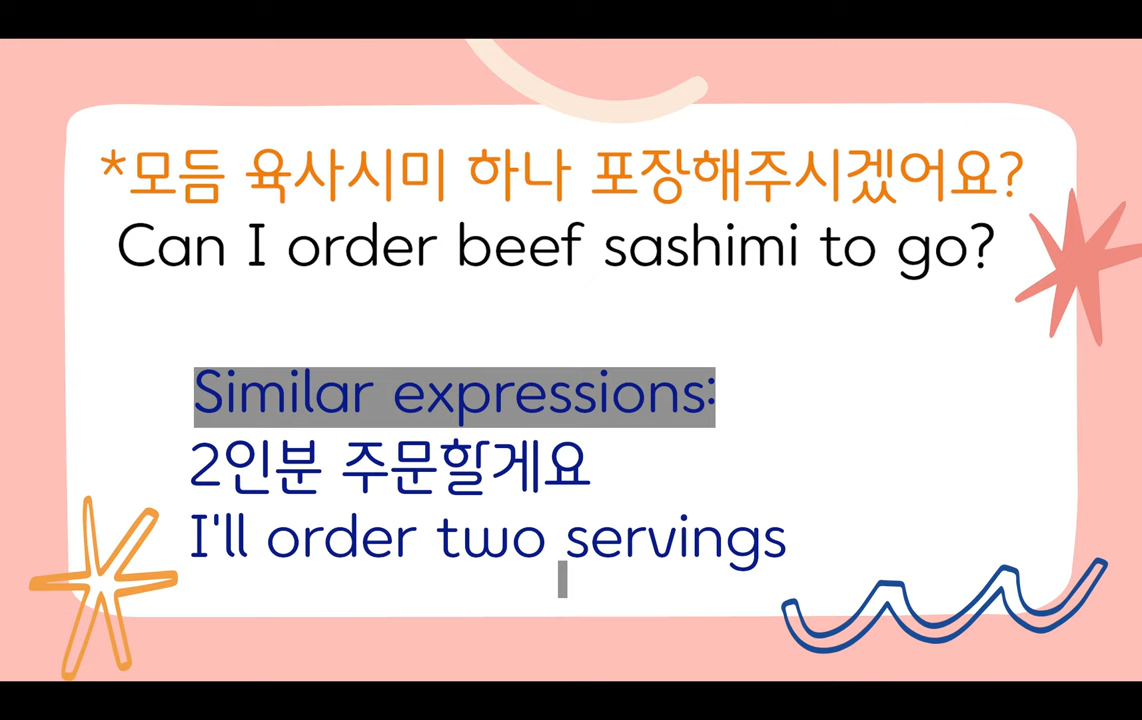 *모듬 육사시미 하나 포장해주시겠어요?
Can I order beef sashimi to go?
Similar expressions:
2인분 주문할게요
I'll order two servings